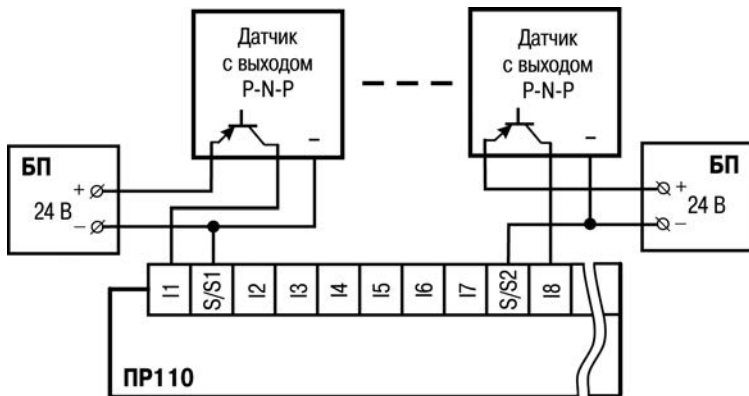 Датчик
с выходом
P-N-P
–
Датчик
с выходом
P-N-P
–
БП
+
24 В
–
БП
+
24 В
–
I1
S/S1
I2
I3
I4
I5
I6
I7
S/S2
I8
ПР110